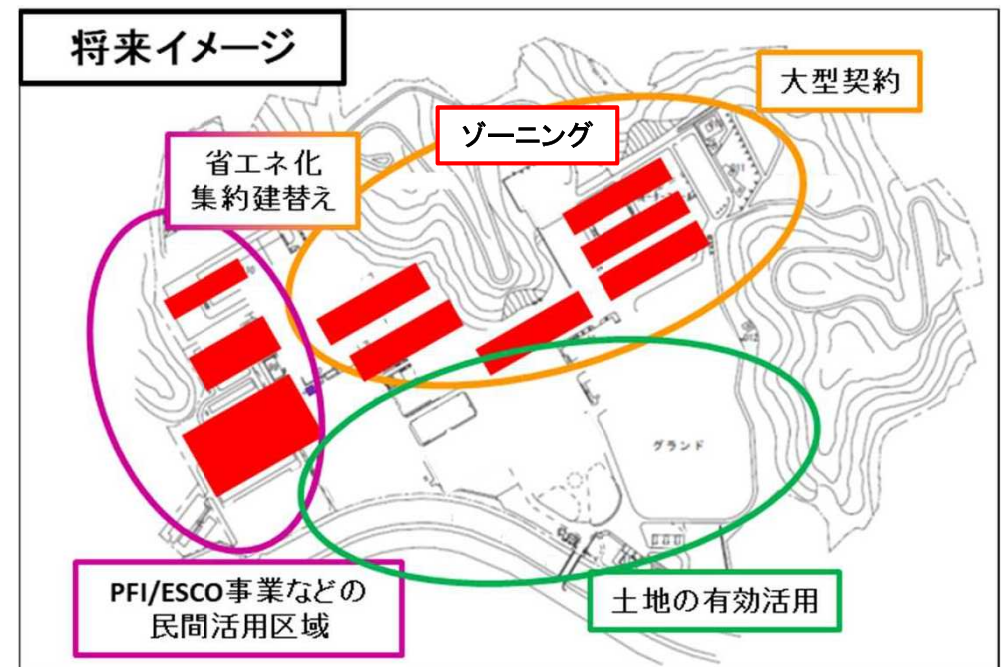 将来イメージ
大型契約
ゾーニング
省エネ化
集約建替え
グランド
PFI/ESCO事業などの
民間活用区域
土地の有効活用